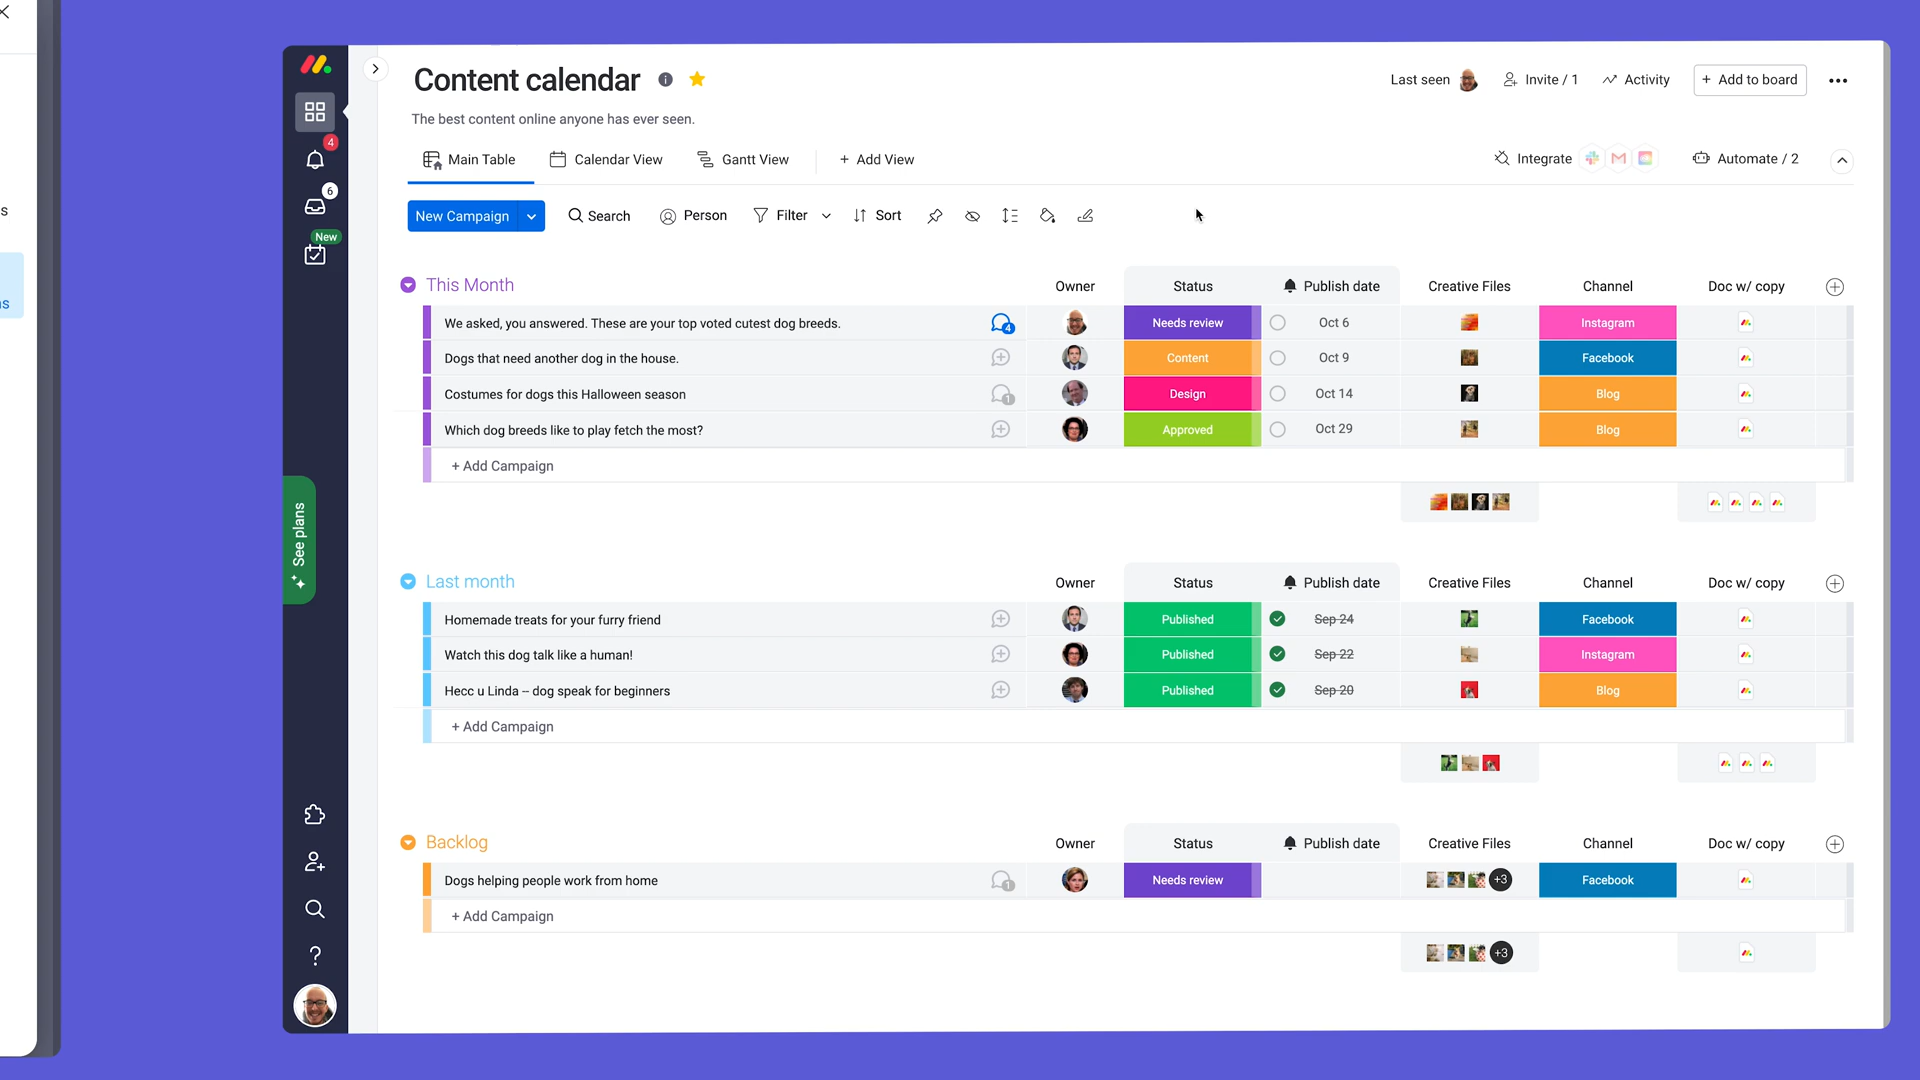 s
ns
Content calendar
Last seen
Invite / 1
Activity
+ Add to board
The best content online anyone has ever seen.
Main Table
Calendar View
Gantt View
+ Add View
Integrate
Automate / 2
4
6
New
See plans
New Campaign
Search
Person
Filter
Sort
This Month
Owner
Status
Publish date
Creative Files
Channel
Doc w/ copy
We asked, you answered. These are your top voted cutest dog breeds.
4
Needs review
Oct 6
Instagram
Dogs that need another dog in the house.
Content
Oct 9
Facebook
Costumes for dogs this Halloween season
1
Design
Oct 14
Blog
Which dog breeds like to play fetch the most?
Approved
Oct 29
Blog
+ Add Campaign
Last month
Owner
Status
Publish date
Creative Files
Channel
Doc w/ copy
Homemade treats for your furry friend
Published
Sep 24
Facebook
Watch this dog talk like a human!
Published
Sep 22
Instagram
Hecc u Linda -- dog speak for beginners
Published
Sep 20
Blog
+ Add Campaign
Backlog
Owner
Status
Publish date
Creative Files
Channel
Doc w/ copy
Dogs helping people work from home
1
Needs review
+3
Facebook
+ Add Campaign
+3